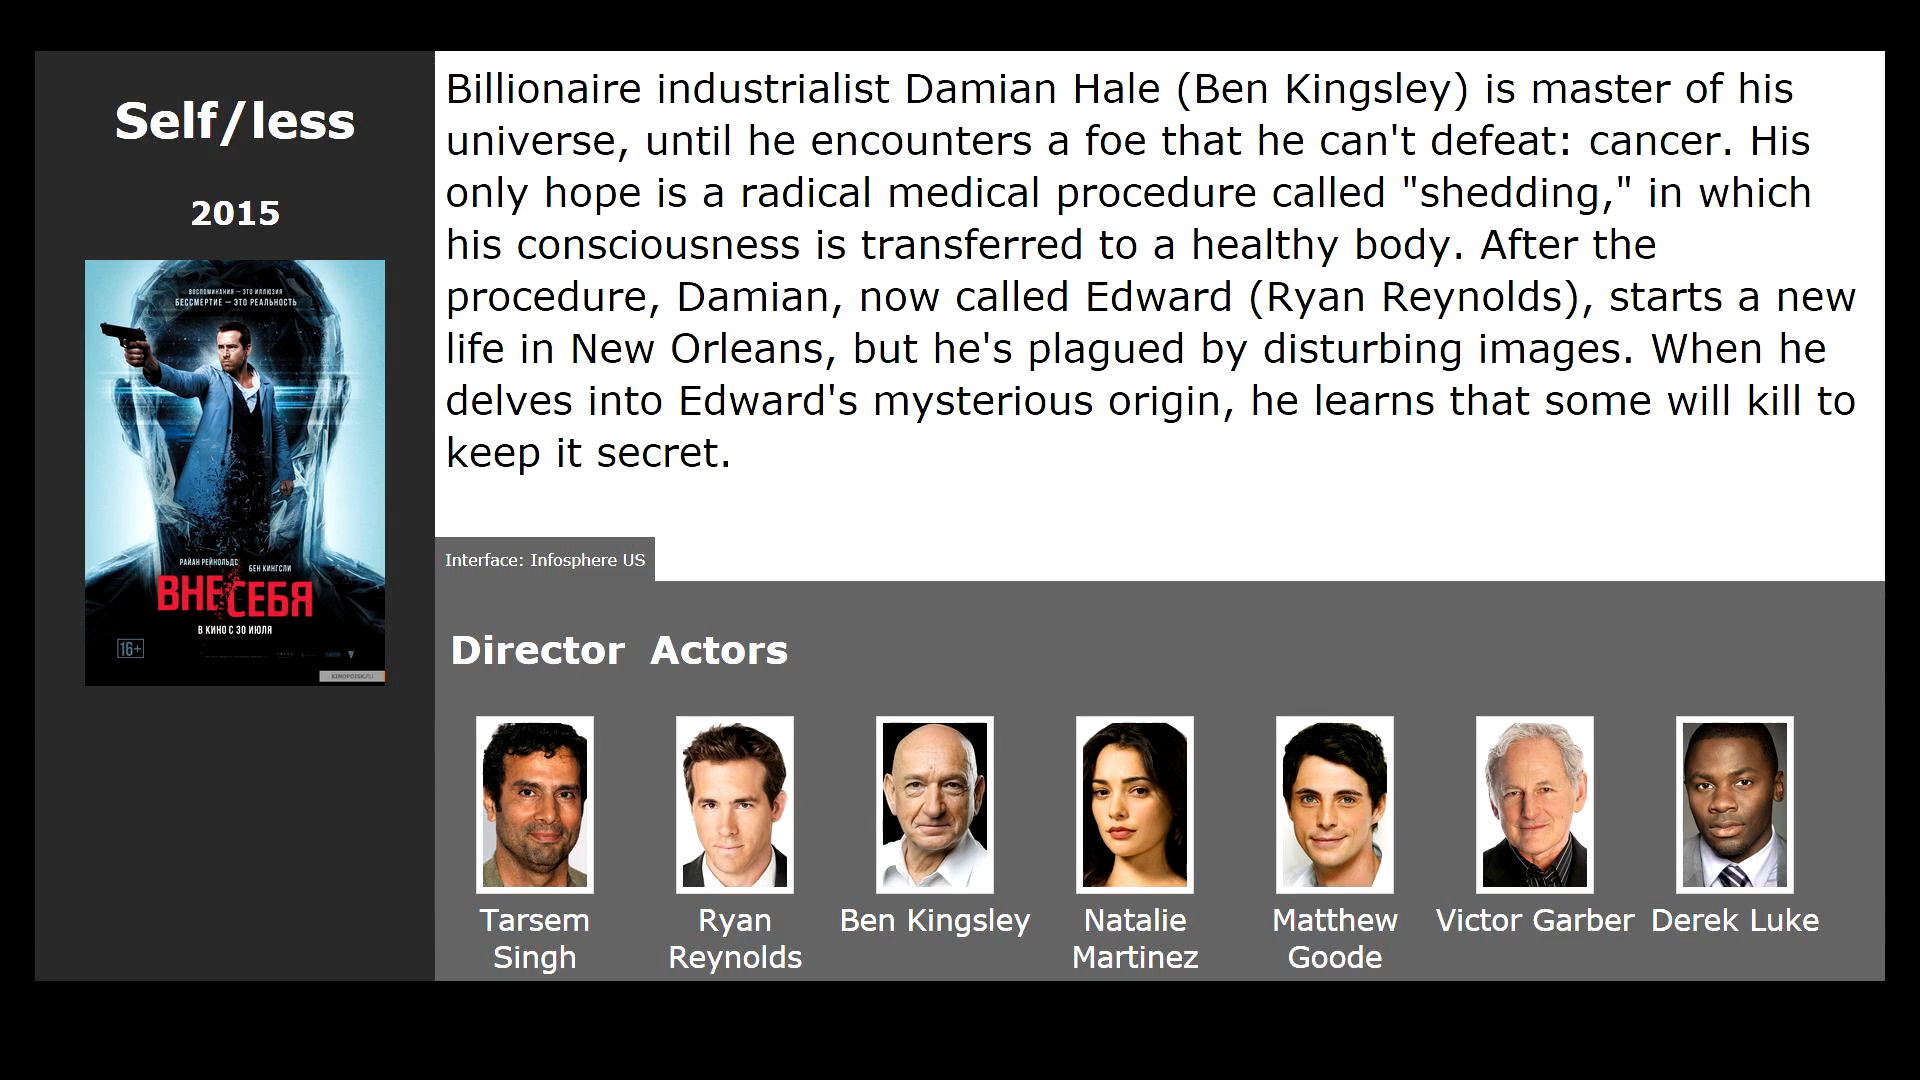 Self/less
2015
ВОСПОМИНАНИЯ — ЭТО ИЛЛЮЗИЯ
БЕССМЕРТИЕ — ЭТО РЕАЛЬНОСТЬ
РАЙАН РЕЙНОЛЬДС
БЕН КИНГСЛИ
ВНЕ/СЕБЯ
В КИНО С 30 ИЮЛЯ
16+
KINOPOISK.RU
Billionaire industrialist Damian Hale (Ben Kingsley) is master of his
universe, until he encounters a foe that he can't defeat: cancer. His
only hope is a radical medical procedure called "shedding," in which
his consciousness is transferred to a healthy body. After the
procedure, Damian, now called Edward (Ryan Reynolds), starts a new
life in New Orleans, but he's plagued by disturbing images. When he
delves into Edward's mysterious origin, he learns that some will kill to
keep it secret.
Interface: Infosphere US
Director Actors
Tarsem
Singh
Ryan
Reynolds
Ben Kingsley
Natalie
Martinez
Matthew
Goode
Victor Garber
Derek Luke